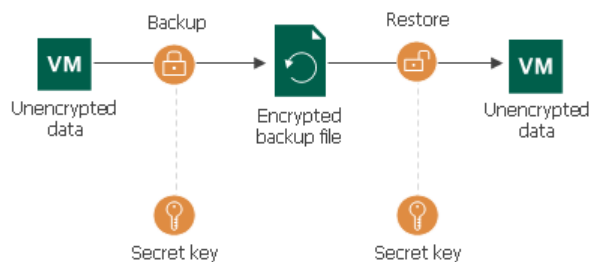 Backup
Restore
VM
VM
Unencrypted
data
Encrypted
backup file
Unencrypted
data
Secret key
Secret key